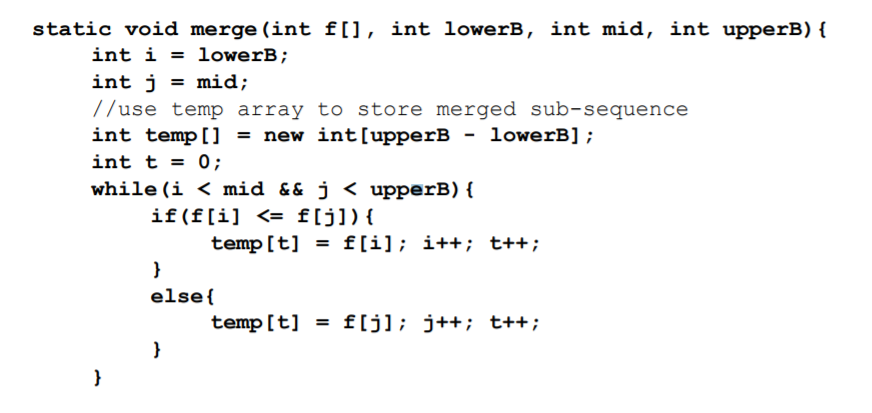 static void merge(int f[], int lowerB, int mid, int upperB){
int i = lowerB;
int j = mid;
//use temp array to store merged sub-sequence
int temp[] = new int[upperB - lowerB];
int t = 0;
while(i < mid && j < upperB){
if(f[i] <= f[j]){
temp[t] = f[i]; i++; t++;
}
else{
temp[t] = f[j]; j++; t++;
}
}